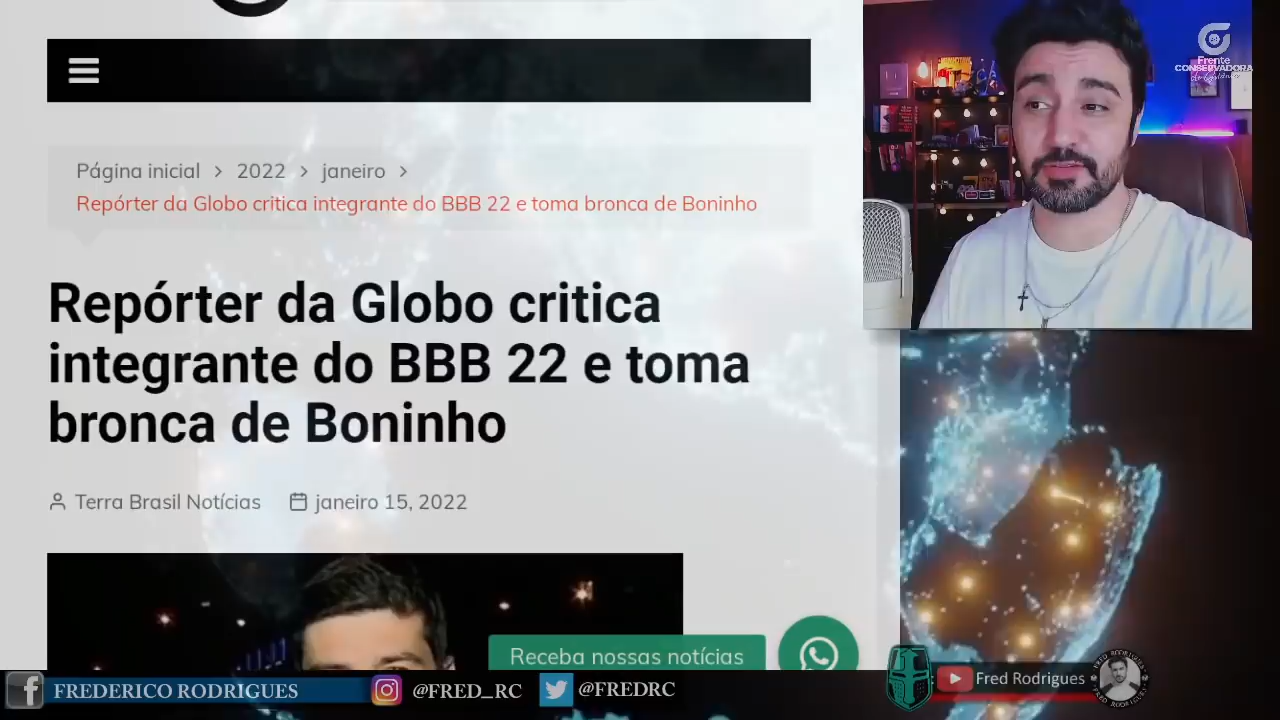 Frente
CONSERVADORA
Página inicial > 2022 > janeiro >
Repórter da Globo critica integrante do BBB 22 e toma bronca de Boninho
Repórter da Globo critica
integrante do BBB 22 e toma
bronca de Boninho
Terra Brasil Notícias janeiro 15, 2022
Receba nossas notícias
FREDERICO RODRIGUES @FRED_RC @FREDRC
Fred Rodrigues